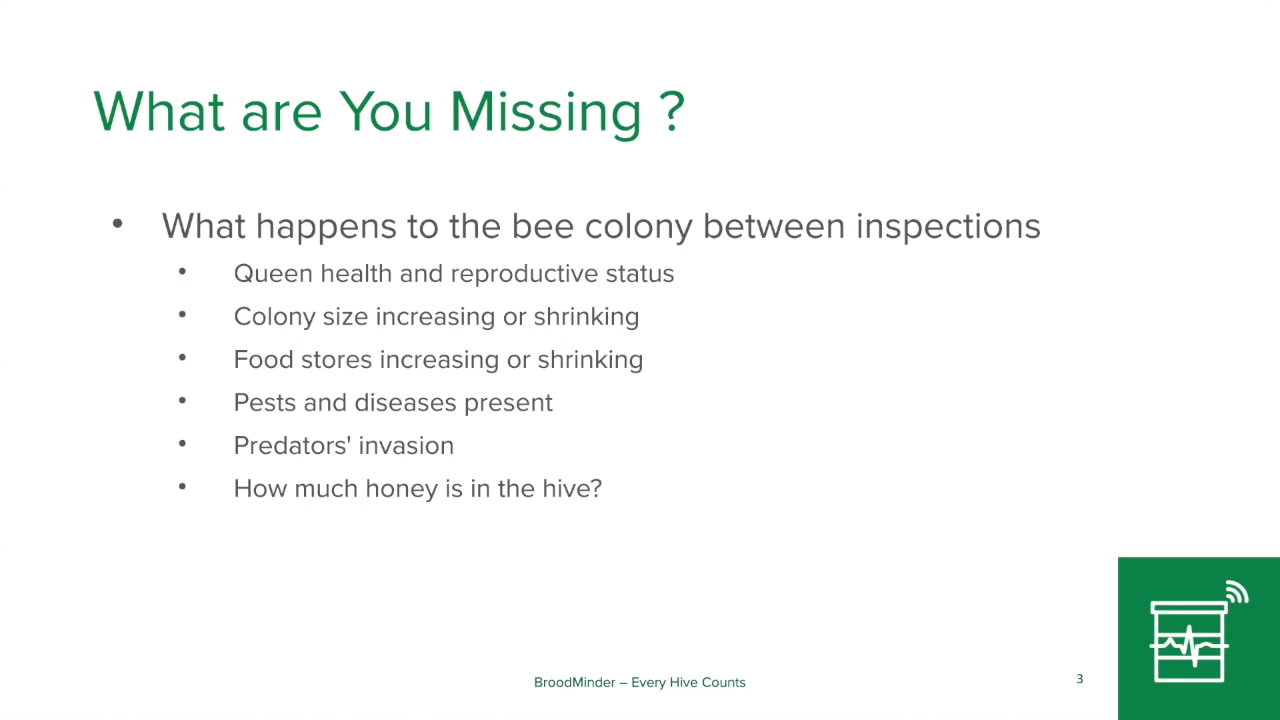 What are You Missing ?
• What happens to the bee colony between inspections
• Queen health and reproductive status
• Colony size increasing or shrinking
• Food stores increasing or shrinking
• Pests and diseases present
• Predators' invasion
• How much honey is in the hive?
BroodMinder – Every Hive Counts
3